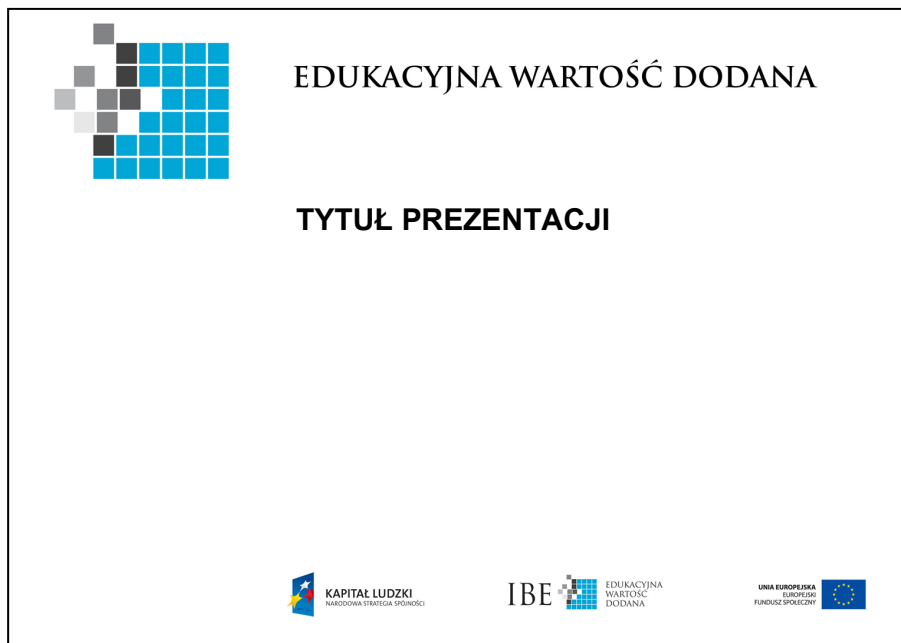 EDUKACYJNA WARTOŚĆ DODANA
TYTUŁ PREZENTACJI
KAPITAŁ LUDZKI
NARODOWA STRATEGIA SPÓJNOŚCI
IBE
EDUKACYJNA
WARTOŚĆ
DODANA
UNIA EUROPEJSKA
EUROPEJSKI
FUNDUSZ SPOŁECZNY